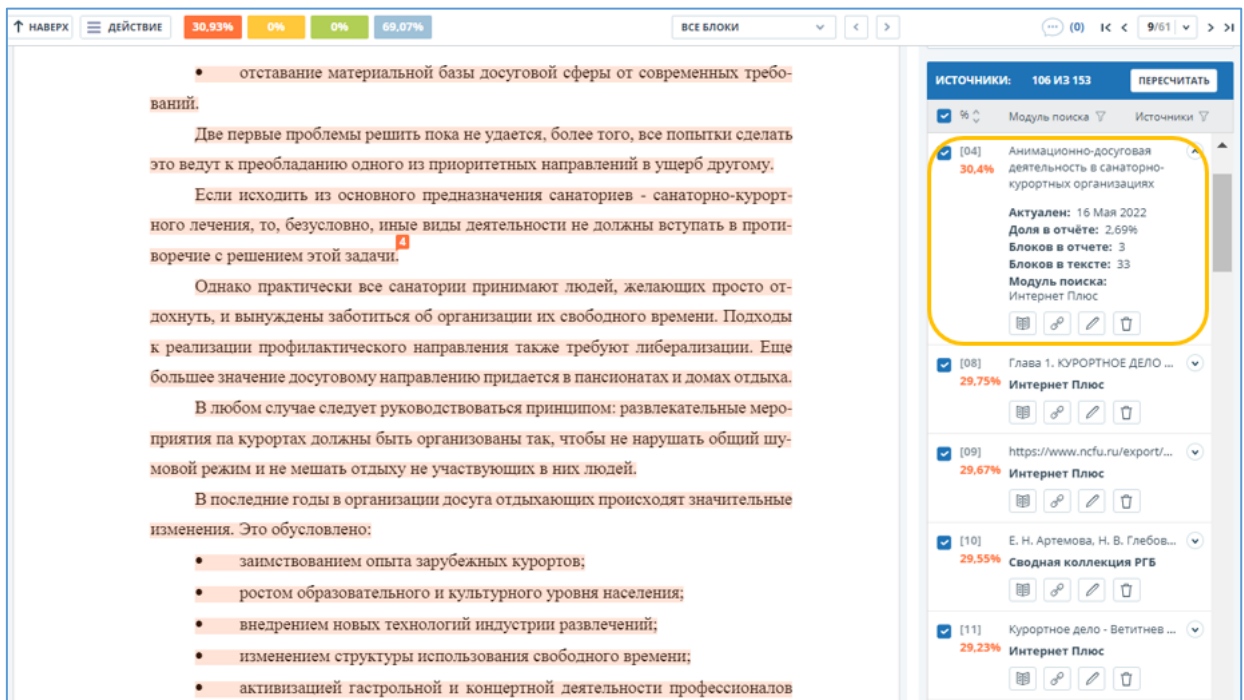 НАВЕРХ ДЕЙСТВИЕ 30,93% 0% 0% 69,07% ВСЕ БЛОКИ (0) 9/61
• отставание материальной базы досуговой сферы от современных требо-
ваний.
Две первые проблемы решить пока не удается, более того, все попытки сделать
это ведут к преобладанию одного из приоритетных направлений в ущерб другому.
Если исходить из основного предназначения санаториев - санаторно-курорт-
ного лечения, то, безусловно, иные виды деятельности не должны вступать в проти-
воречие с решением этой задачи.
4
Однако практически все санатории принимают людей, желающих просто от-
дохнуть, и вынуждены заботиться об организации их свободного времени. Подходы
к реализации профилактического направления также требуют либерализации. Еще
большее значение досуговому направлению придается в пансионатах и домах отдыха.
В любом случае следует руководствоваться принципом: развлекательные меро-
приятия па курортах должны быть организованы так, чтобы не нарушать общий шу-
мовой режим и не мешать отдыху не участвующих в них людей.
В последние годы в организации досуга отдыхающих происходят значительные
изменения. Это обусловлено:
• заимствованием опыта зарубежных курортов;
• ростом образовательного и культурного уровня населения;
• внедрением новых технологий индустрии развлечений;
• изменением структуры использования свободного времени;
• активизацией гастрольной и концертной деятельности профессионалов
ИСТОЧНИКИ: 106 ИЗ 153 ПЕРЕСЧИТАТЬ
% Модуль поиска Источники
[04] Анимационно-досуговая
30,4% деятельность в санаторно-
курортных организациях
Актуален: 16 Мая 2022
Доля в отчёте: 2,69%
Блоков в отчете: 3
Блоков в тексте: 33
Модуль поиска:
Интернет Плюс
[08] Глава 1. КУРОРТНОЕ ДЕЛО ...
29,75% Интернет Плюс
[09] https://www.ncfu.ru/export/...
29,67% Интернет Плюс
[10] Е. Н. Артемова, Н. В. Глебов...
29,55% Сводная коллекция РГБ
[11] Курортное дело - Ветитнев ...
29,23% Интернет Плюс